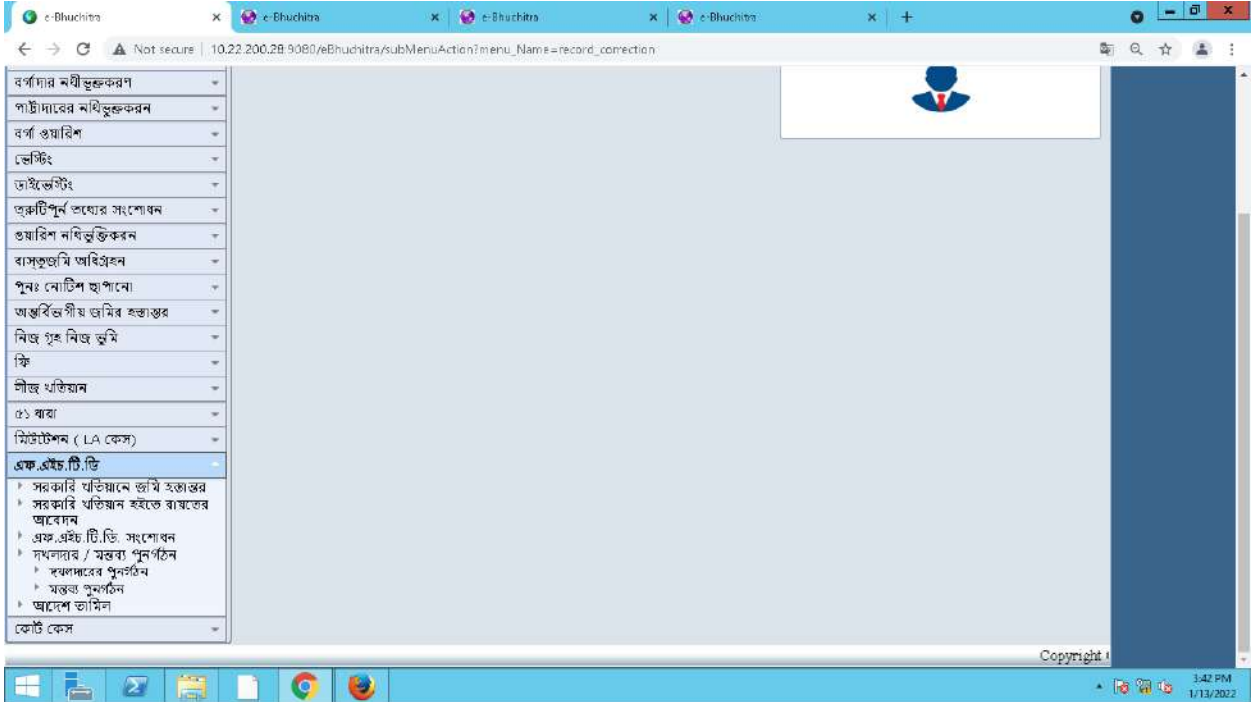 e-Bhuchitra
e-Bhuchitra
e-Bhuchitra
e-Bhuchitra
Not secure | 10.22.200.28:9080/eBhuchitra/subMenuAction?menu_Name=record_correction
বর্গাদার নথীভুক্তকরণ
পাট্টাদারের নথিভুক্তকরন
বর্গা ওয়ারিশ
ভেস্টিং
ডাইভেস্টিং
ত্রুটিপূর্ন তথ্যের সংশোধন
ওয়ারিশ নথিভুক্তিকরন
বাস্তুজমি অধিগ্রহন
পুনঃ নোটিশ ছাপানো
অন্তর্বিভাগীয় জমির হস্তান্তর
নিজ গৃহ নিজ ভুমি
ফি
লীজ খতিয়ান
৫১ ধারা
মিউটেশন ( LA কেস)
এফ.এইচ.টি.ডি
সরকারি খতিয়ানে জমি হস্তান্তর
সরকারি খতিয়ান হইতে রায়তের
আবেদন
এফ.এইচ.টি.ডি. সংশোধন
দখলদার / মন্তব্য পুনর্গঠন
দখলদারের পুনর্গঠন
মন্তব্য পুনর্গঠন
আদেশ তামিল
কোর্ট কেস
Copyright
3:42 PM
1/13/2022